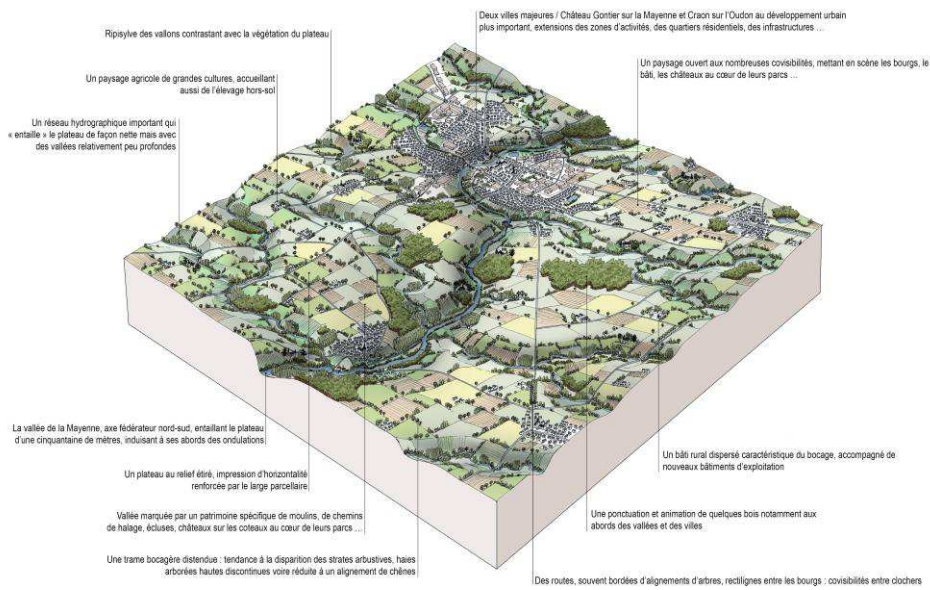 Deux villes majeures / Château Gontier sur la Mayenne et Craon sur l'Oudon au développement urbain
plus important, extensions des zones d'activités, des quartiers résidentiels, des infrastructures …
Ripisylve des vallons contrastant avec la végétation du plateau
Un paysage ouvert aux nombreuses covisibilités, mettant en scène les bourgs, le
bâti, les châteaux au cœur de leurs parcs …
Un paysage agricole de grandes cultures, accueillant
aussi de l'élevage hors-sol
Un réseau hydrographique important qui
« entaille » le plateau de façon nette mais avec
des vallées relativement peu profondes
La vallée de la Mayenne, axe fédérateur nord-sud, entaillant le plateau
d'une cinquantaine de mètres, induisant à ses abords des ondulations
Un plateau au relief étiré, impression d'horizontalité
renforcée par le large parcellaire
Vallée marquée par un patrimoine spécifique de moulins, de chemins
de halage, écluses, châteaux sur les coteaux au cœur de leurs parcs …
Une trame bocagère distendue : tendance à la disparition des strates arbustives, haies
arborées hautes discontinues voire réduite à un alignement de chênes
Un bâti rural dispersé caractéristique du bocage, accompagné de
nouveaux bâtiments d'exploitation
Une ponctuation et animation de quelques bois notamment aux
abords des vallées et des villes
Des routes, souvent bordées d'alignements d'arbres, rectilignes entre les bourgs : covisibilités entre clochers